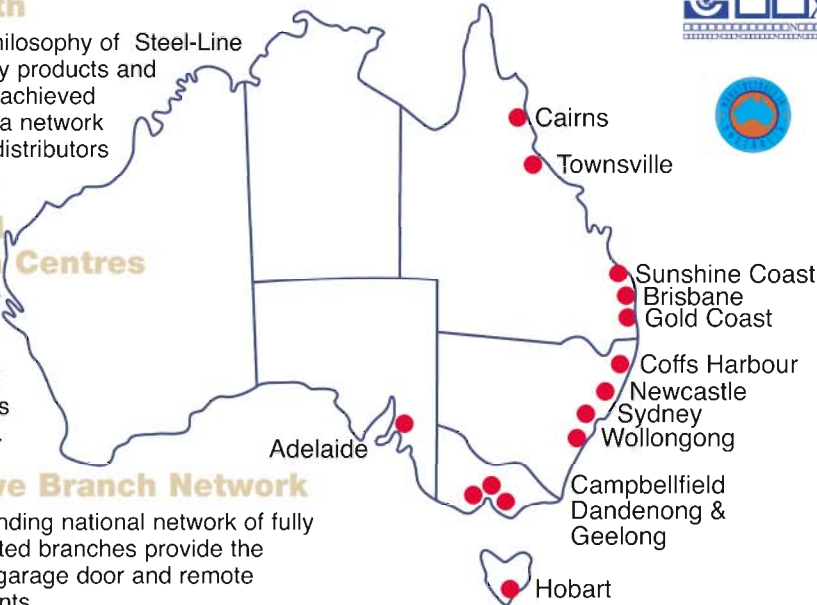 hilosophy of Steel-Line
y products and
achieved
a network
distributors
Centres
s
ve Branch Network
nding national network of fully
ted branches provide the
garage door and remote
nts
Cairns
Townsville
Sunshine Coast
Brisbane
Gold Coast
Coffs Harbour
Newcastle
Sydney
Wollongong
Adelaide
Campbellfield
Dandenong &
Geelong
Hobart